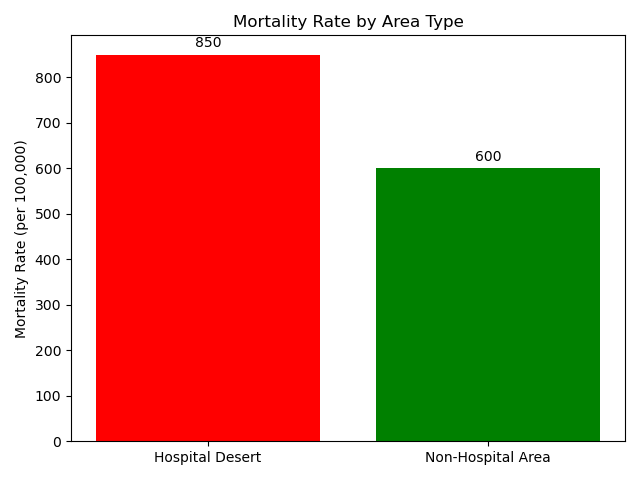 Mortality Rate by Area Type
850
600
Mortality Rate (per 100,000)
800
700
600
500
400
300
200
100
0
Hospital Desert
Non-Hospital Area